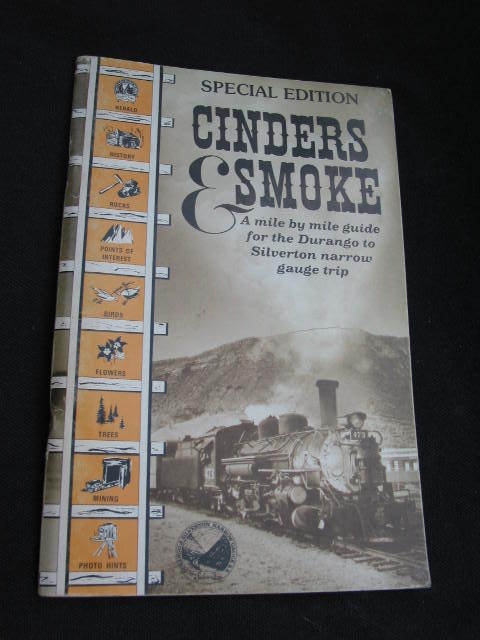 SPECIAL EDITION
CINDERS
& SMOKE
A mile by mile guide
for the Durango to
Silverton narrow
gauge trip
HERALD
HISTORY
ROCKS
POINTS OF
INTEREST
BIRDS
FLOWERS
TREES
MINING
PHOTO HINTS
473